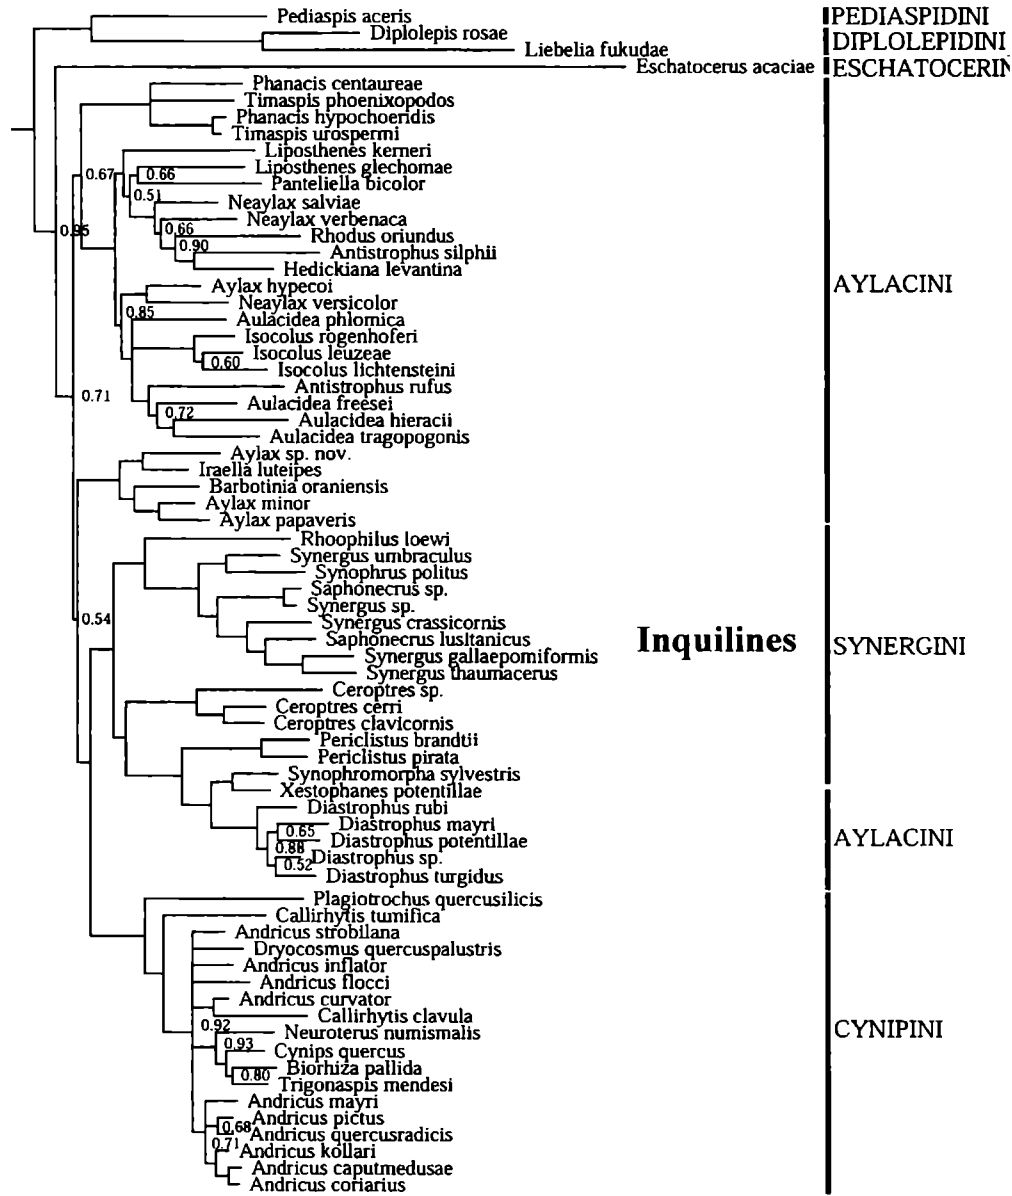 Pediaspis aceris
PEDIASPIDINI
Diplolepis rosae
DIPLOLEPIDINI
Liebelia fukudae
Eschatocerus acaciae
ESCHATOCERIN
Phanacis centaureae
Timaspis phoenixopodos
Phanacis hypochoeridis
Timaspis urospermi
Liposthenes kerneri
0.67
0.66
Liposthenes glechomae
Panteliella bicolor
0.51
Neaylax salviae
Neaylax verbenaca
0.95
0.66
Rhodus oriundus
0.90
Antistrophus silphii
Hedickiana levantina
Aylax hypecoi
AYLACINI
Neaylax versicolor
0.85
Aulacidea phlomica
Isocolus rogenhoferi
Isocolus leuzeae
0.60
Isocolus lichtensteini
Antistrophus rufus
0.71
Aulacidea freesei
0.72
Aulacidea hieracii
Aulacidea tragopogonis
Aylax sp. nov.
Iraella luteipes
Barbotinia oraniensis
Aylax minor
Aylax papaveris
Rhoophilus loewi
Synergus umbraculus
Synophrus politus
Saphonecrus sp.
Synergus sp.
0.54
Synergus crassicornis
Saphonecrus lusitanicus
Inquilines
SYNERGINI
Synergus gallaepomiformis
Synergus thaumacerus
Ceroptres sp.
Ceroptres cerri
Ceroptres clavicornis
Periclistus brandtii
Periclistus pirata
Synophromorpha sylvestris
Xestophanes potentillae
Diastrophus rubi
Diastrophus mayri
0.65
Diastrophus potentillae
AYLACINI
0.88
Diastrophus sp.
0.52
Diastrophus turgidus
Plagiotrochus quercusilicis
Callirhytis tumifica
Andricus strobilana
Dryocosmus quercuspalustris
Andricus inflator
Andricus flocci
Andricus curvator
Callirhytis clavula
0.92
Neuroterus numismalis
CYNIPINI
0.93
Cynips quercus
Biorhiza pallida
0.80
Trigonaspis mendesi
Andricus mayri
Andricus pictus
0.68
Andricus quercusradicis
0.71
Andricus kollari
Andricus caputmedusae
Andricus coriarius